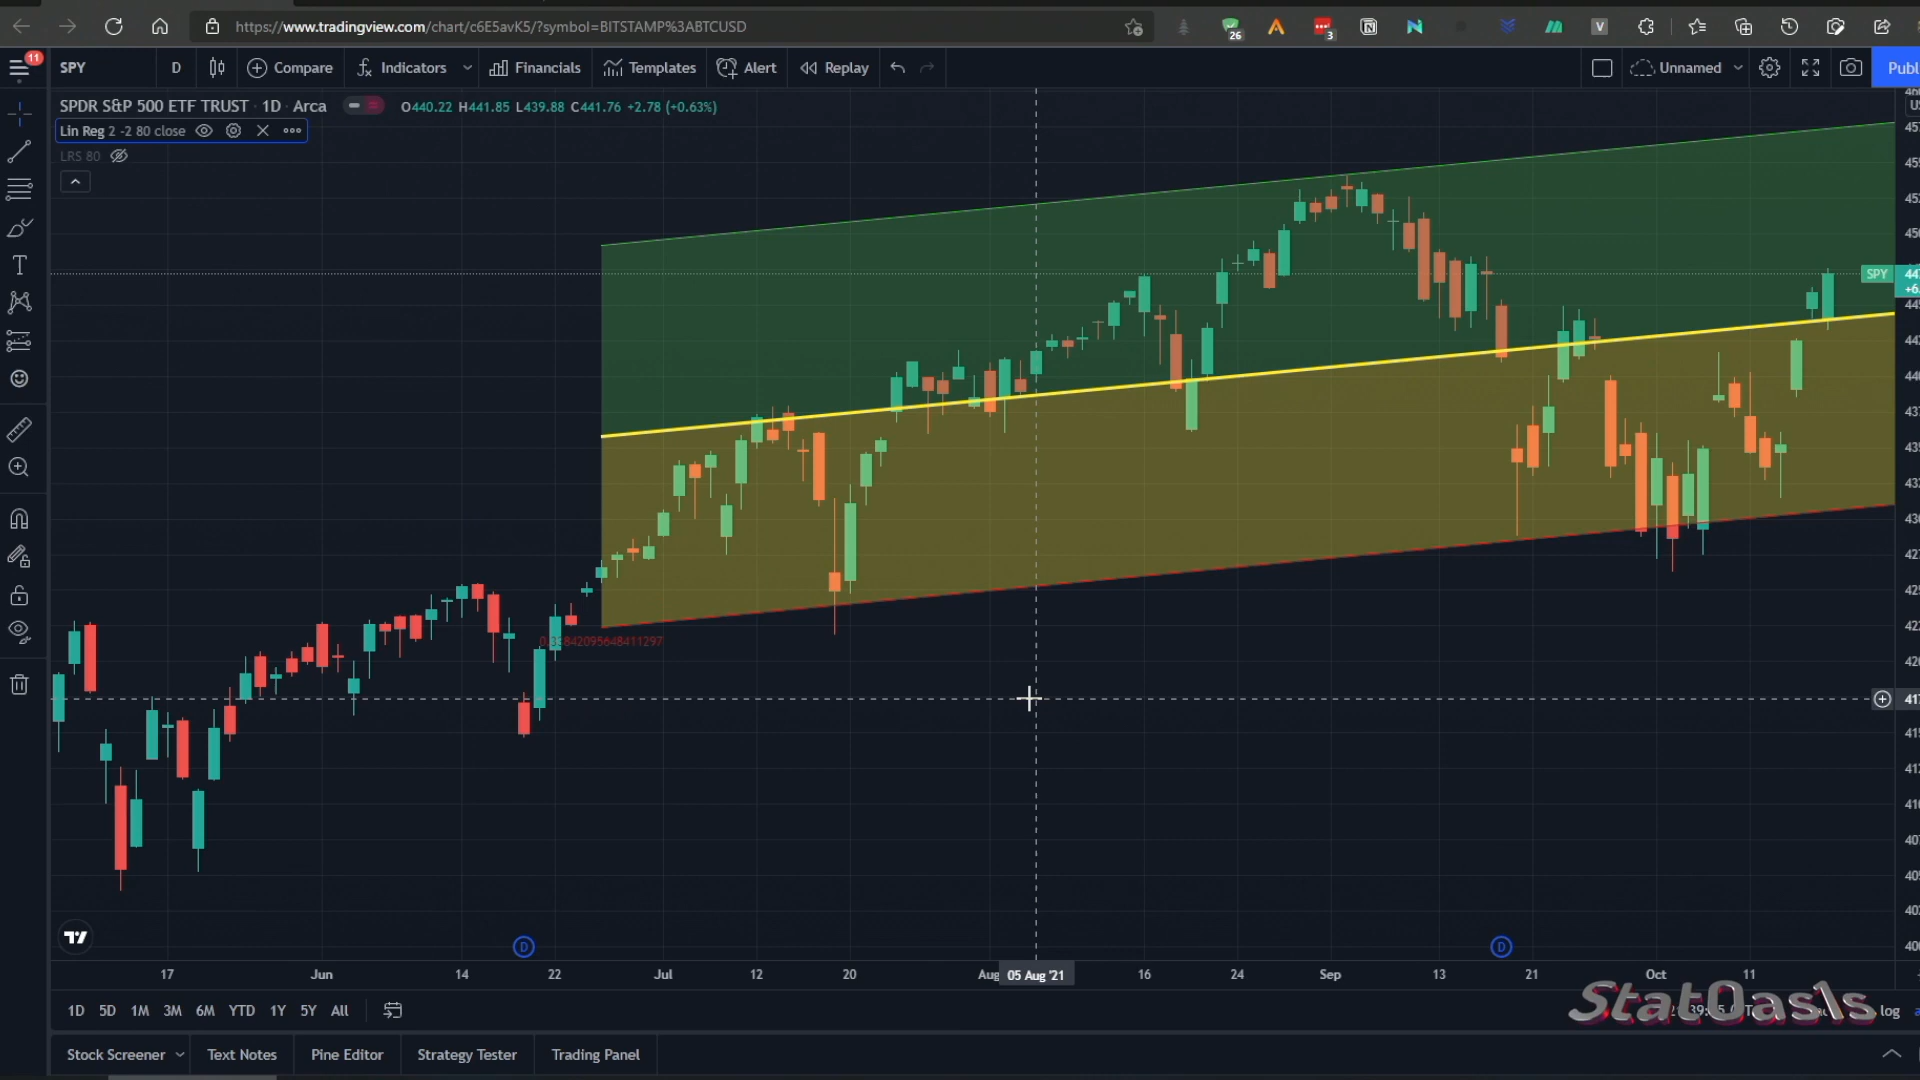 https://www.tradingview.com/chart/c6E5avK5/?symbol=BITSTAMP%3ABTCUSD
26
3
11
SPY D Compare Indicators Financials Templates Alert Replay Unnamed Publ
SPDR S&P 500 ETF TRUST · 1D · Arca O440.22 H441.85 L439.88 C441.76 +2.78 (+0.63%)
Lin Reg 2 -2 80 close
LRS 80
SPY
D D
17 Jun 14 22 Jul 12 20 Aug 05 Aug '21 16 24 Sep 13 21 Oct 11
1D 5D 1M 3M 6M YTD 1Y 5Y All log
StatOasis
Stock Screener Text Notes Pine Editor Strategy Tester Trading Panel